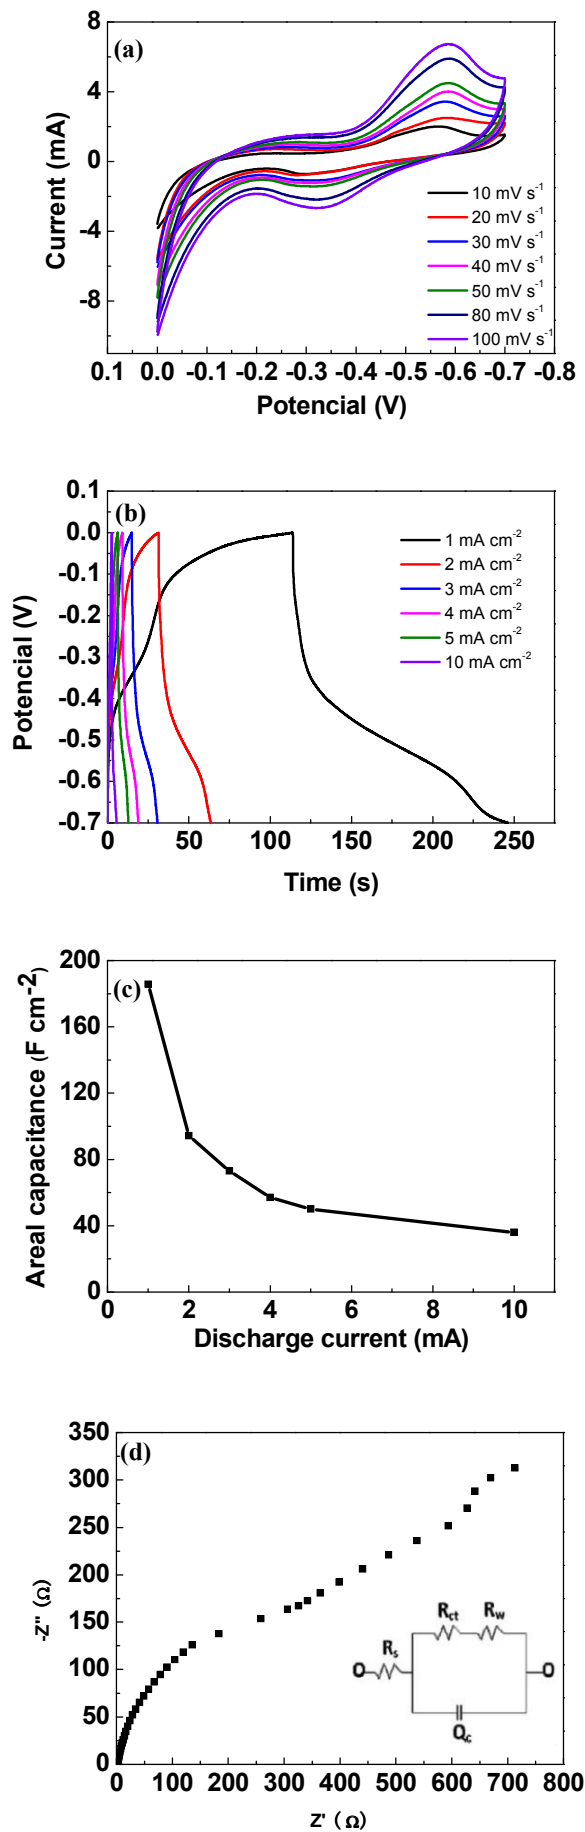 (a)
8
4
0
-4
-8
Current (mA)
10 mV s-1
20 mV s-1
30 mV s-1
40 mV s-1
50 mV s-1
80 mV s-1
100 mV s-1
0.1 0.0 -0.1 -0.2 -0.3 -0.4 -0.5 -0.6 -0.7 -0.8
Potencial (V)
(b)
0.1
0.0
-0.1
-0.2
-0.3
-0.4
-0.5
-0.6
-0.7
Potencial (V)
1 mA cm-2
2 mA cm-2
3 mA cm-2
4 mA cm-2
5 mA cm-2
10 mA cm-2
0 50 100 150 200 250
Time (s)
(c)
200
160
120
80
40
0
Areal capacitance (F cm-2)
0 2 4 6 8 10
Discharge current (mA)
(d)
350
300
250
200
150
100
50
0
-Z'' (Ω)
Rct Rw
Rs
O O
Qc
0 100 200 300 400 500 600 700 800
Z' (Ω)